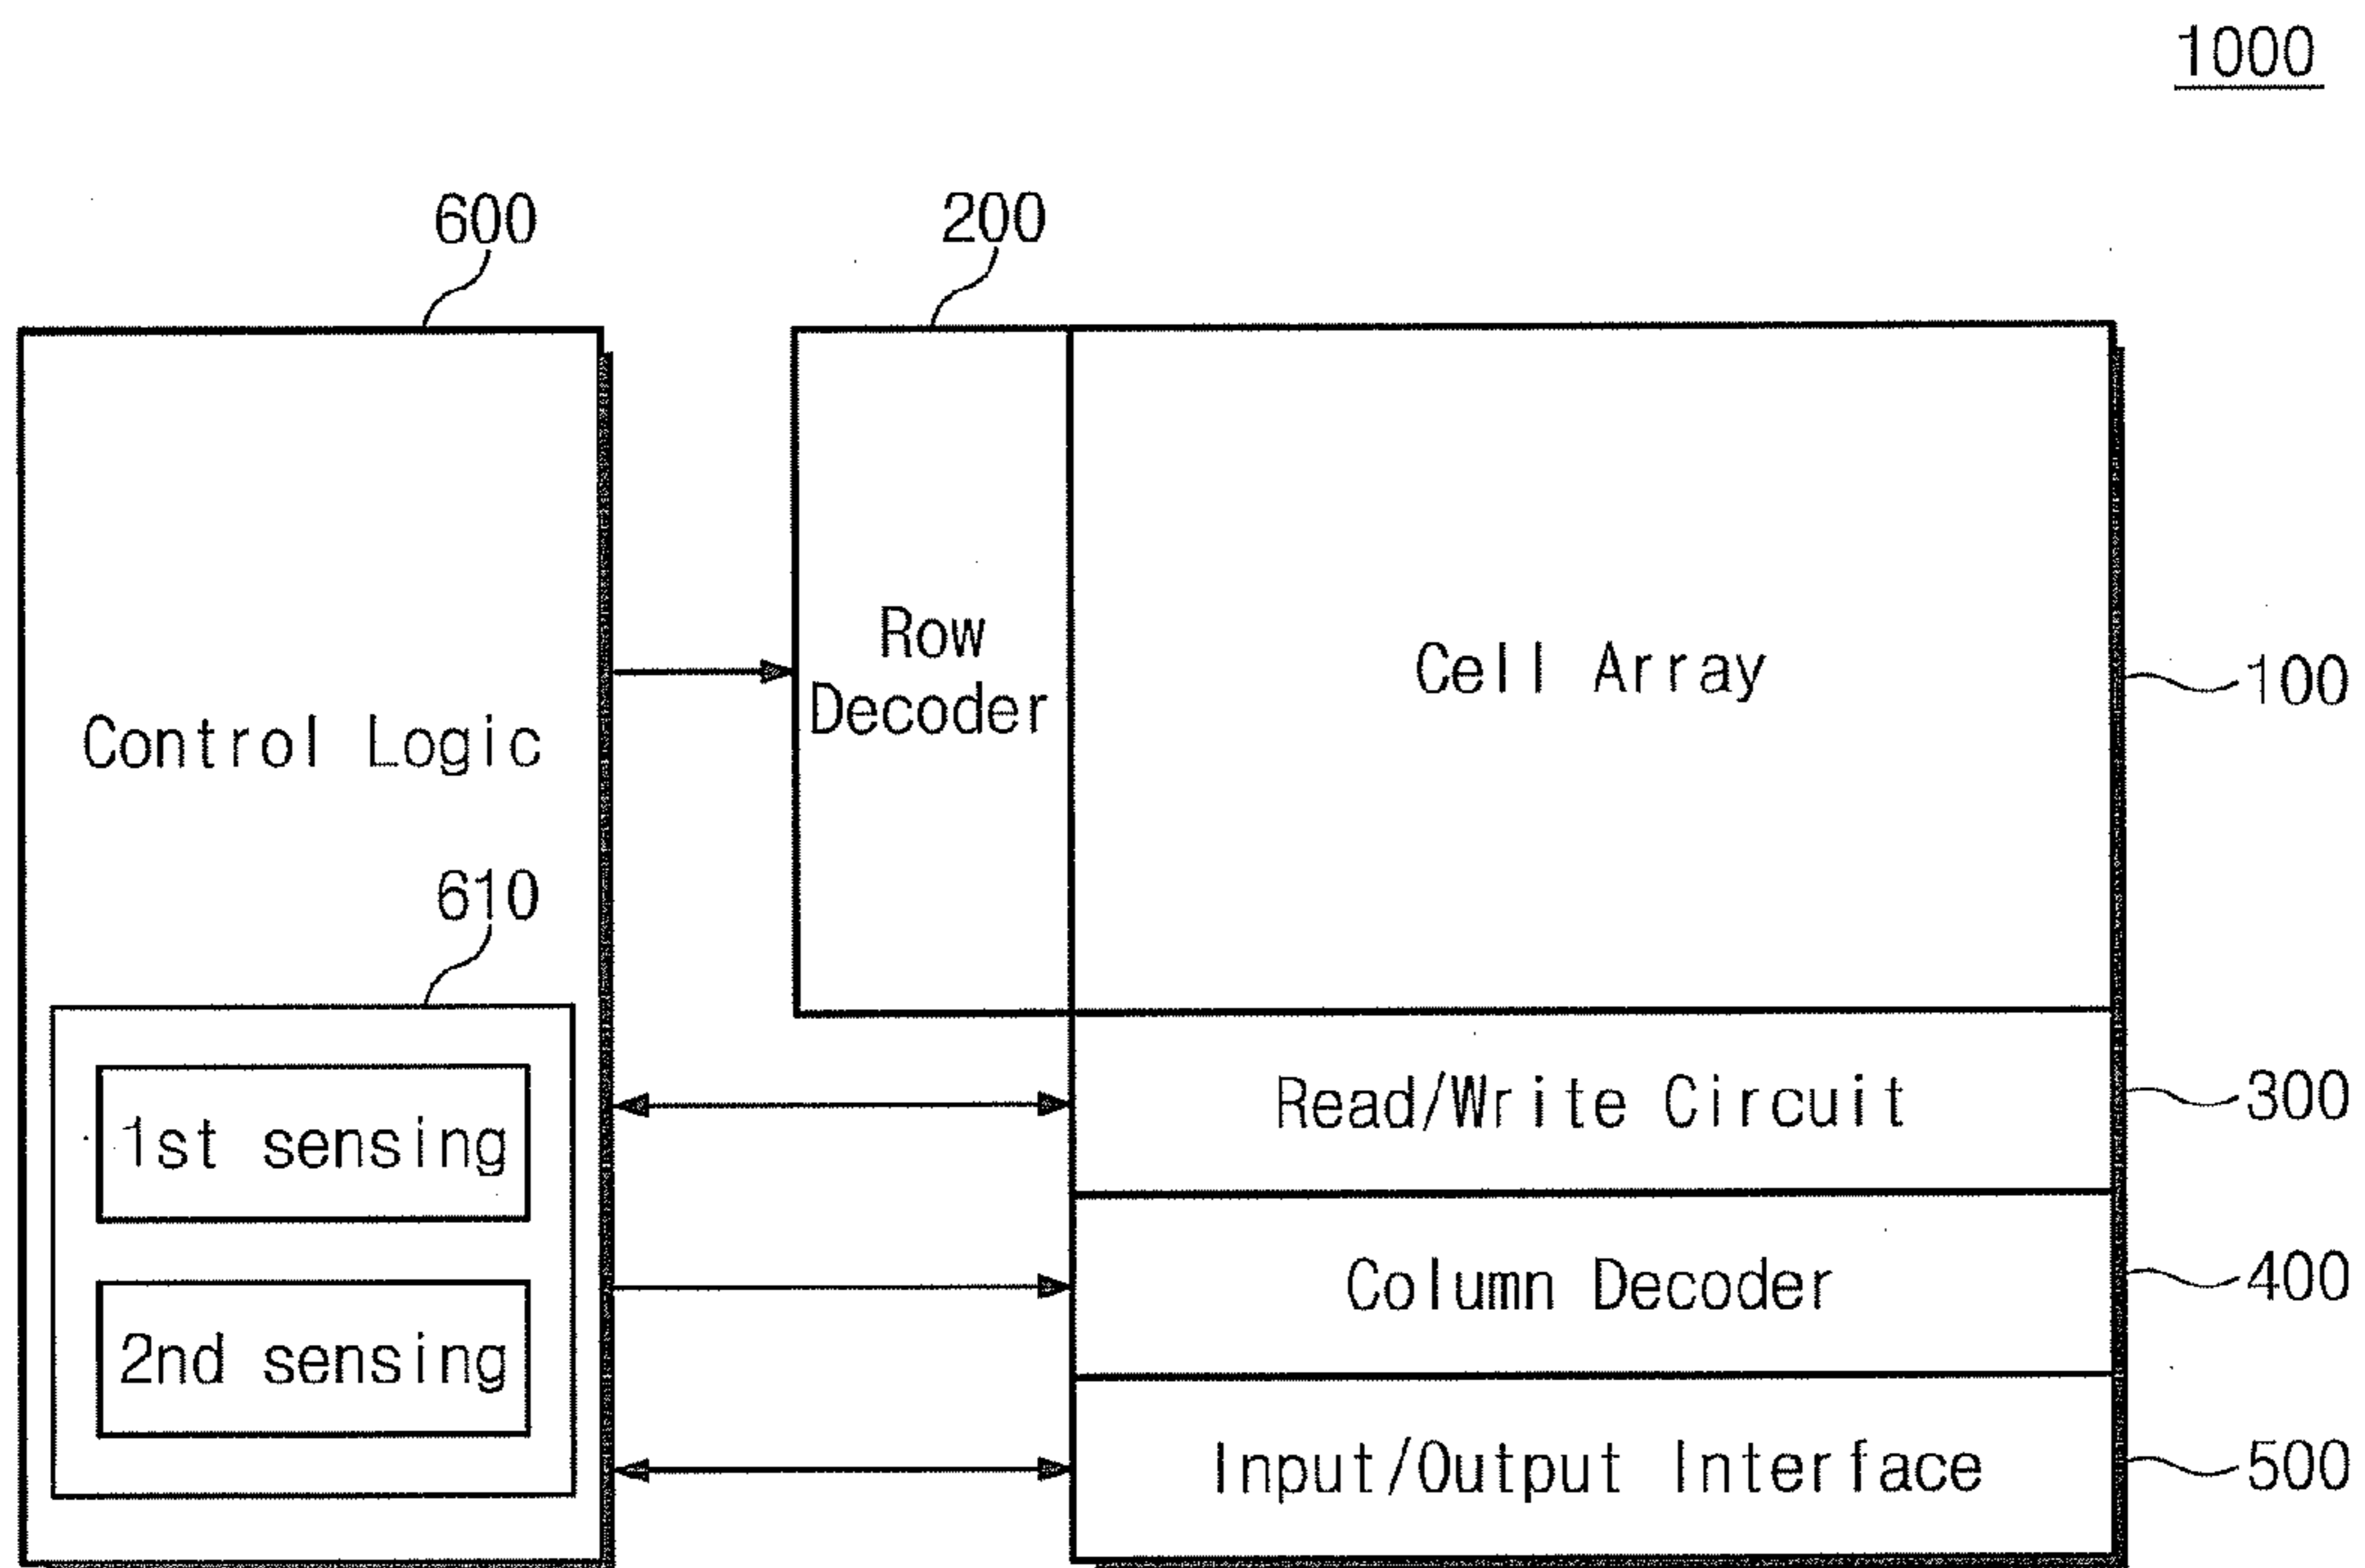 1000
600
200
Row
Decoder
Cell Array
100
Control Logic
610
Read/Write Circuit
300
1st sensing
Column Decoder
400
2nd sensing
Input/Output Interface
500